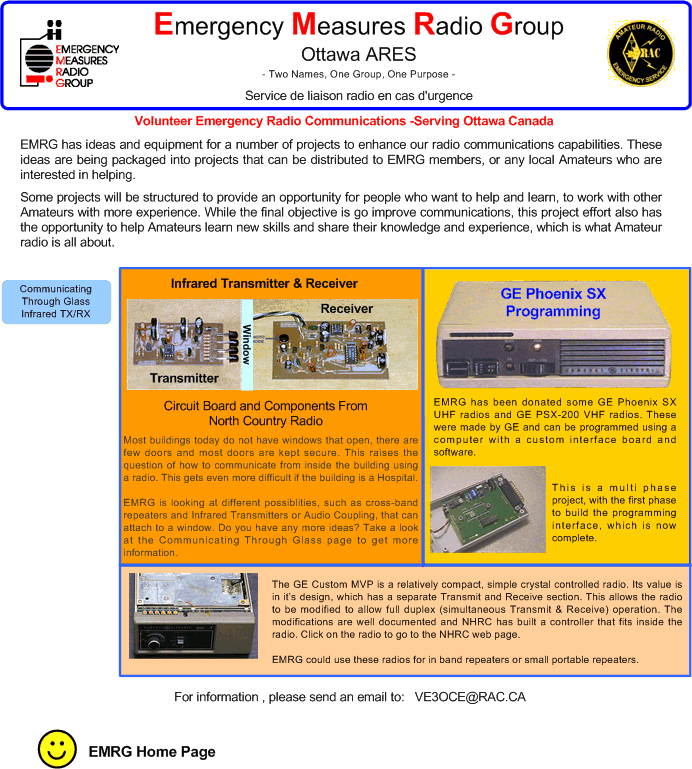 EMERGENCY
MEASURES
RADIO
GROUP
Emergency Measures Radio Group
Ottawa ARES
- Two Names, One Group, One Purpose -
Service de liaison radio en cas d'urgence
AMATEUR RADIO
RAC
EMERGENCY SERVICE
Volunteer Emergency Radio Communications -Serving Ottawa Canada
EMRG has ideas and equipment for a number of projects to enhance our radio communications capabilities. These
ideas are being packaged into projects that can be distributed to EMRG members, or any local Amateurs who are
interested in helping.
Some projects will be structured to provide an opportunity for people who want to help and learn, to work with other
Amateurs with more experience. While the final objective is go improve communications, this project effort also has
the opportunity to help Amateurs learn new skills and share their knowledge and experience, which is what Amateur
radio is all about.
Communicating
Through Glass
Infrared TX/RX
Infrared Transmitter & Receiver
Receiver
Window
Transmitter
Circuit Board and Components From
North Country Radio
Most buildings today do not have windows that open, there are
few doors and most doors are kept secure. This raises the
question of how to communicate from inside the building using
a radio. This gets even more difficult if the building is a Hospital.
EMRG is looking at different possiblities, such as cross-band
repeaters and Infrared Transmitters or Audio Coupling, that can
attach to a window. Do you have any more ideas? Take a look
at the Communicating Through Glass page to get more
information.
GE Phoenix SX
Programming
EMRG has been donated some GE Phoenix SX
UHF radios and GE PSX-200 VHF radios. These
were made by GE and can be programmed using a
computer with a custom interface board and
software.
This is a multi phase
project, with the first phase
to build the programming
interface, which is now
complete.
The GE Custom MVP is a relatively compact, simple crystal controlled radio. Its value is
in it's design, which has a separate Transmit and Receive section. This allows the radio
to be modified to allow full duplex (simultaneous Transmit & Receive) operation. The
modifications are well documented and NHRC has built a controller that fits inside the
radio. Click on the radio to go to the NHRC web page.
EMRG could use these radios for in band repeaters or small portable repeaters.
For information , please send an email to: VE3OCE@RAC.CA
EMRG Home Page